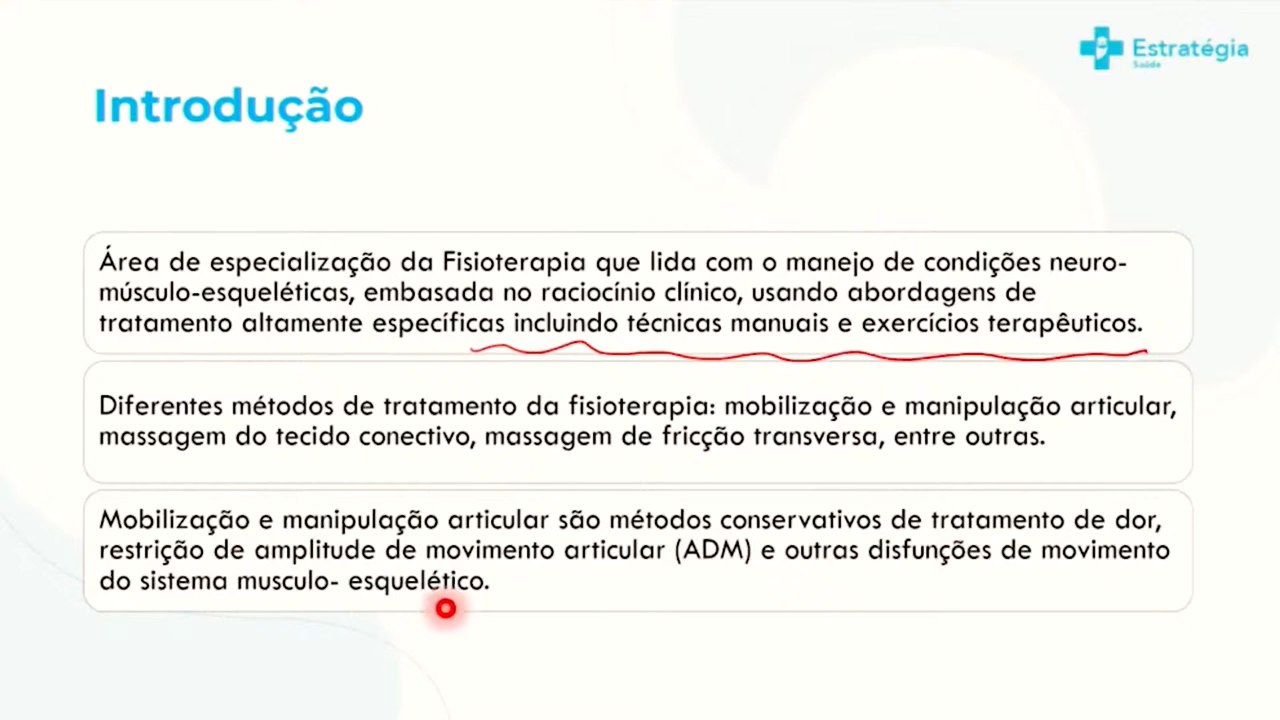 Estratégia
Saúde
Introdução
Área de especialização da Fisioterapia que lida com o manejo de condições neuro-
músculo-esqueléticas, embasada no raciocínio clínico, usando abordagens de
tratamento altamente específicas incluindo técnicas manuais e exercícios terapêuticos.
Diferentes métodos de tratamento da fisioterapia: mobilização e manipulação articular,
massagem do tecido conectivo, massagem de fricção transversa, entre outras.
Mobilização e manipulação articular são métodos conservativos de tratamento de dor,
restrição de amplitude de movimento articular (ADM) e outras disfunções de movimento
do sistema musculo- esquelético.